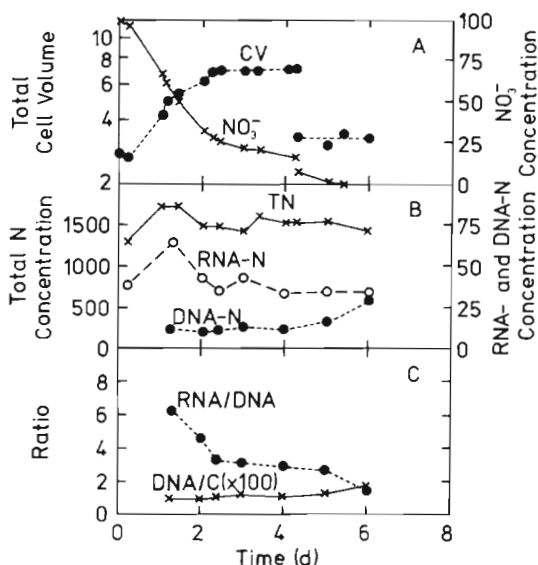 10
8
6
4
2
Total
Cell Volume
A
CV
NO₃⁻
100
75
50
25
0
NO₃⁻
Concentration
1500
1000
500
0
Total N
Concentration
B
TN
RNA-N
DNA-N
75
50
25
0
RNA- and DNA-N
Concentration
8
6
4
2
0
Ratio
C
RNA/DNA
DNA/C(×100)
0
2
4
6
8
Time (d)